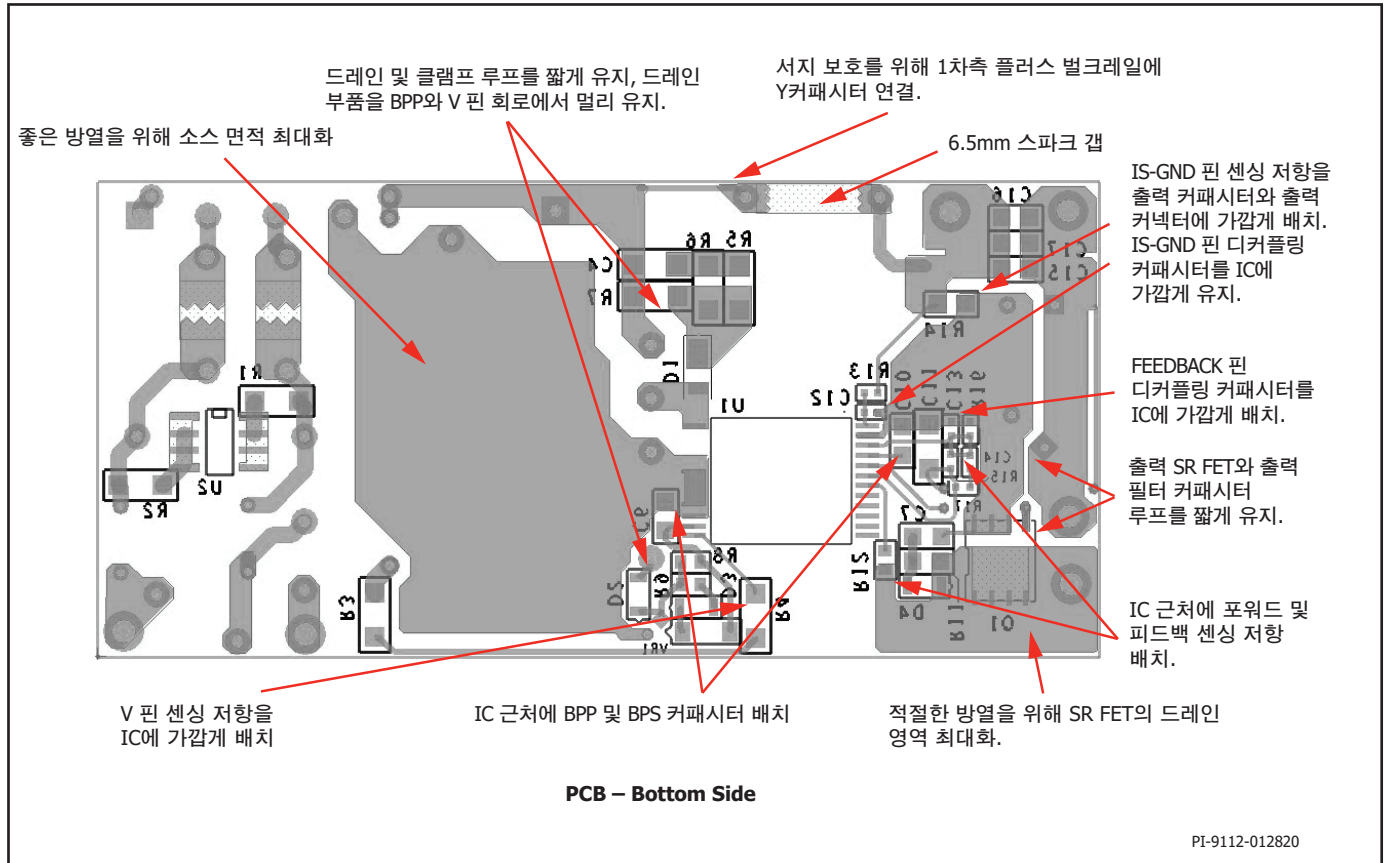 드레인 및 클램프 루프를 짧게 유지, 드레인
부품을 BPP와 V 핀 회로에서 멀리 유지.
서지 보호를 위해 1차측 플러스 벌크레일에
Y커패시터 연결.
좋은 방열을 위해 소스 면적 최대화
6.5mm 스파크 갭
IS-GND 핀 센싱 저항을
출력 커패시터와 출력
커넥터에 가깝게 배치.
IS-GND 핀 디커플링
커패시터를 IC에
가깝게 유지.
C16
C17
C15
R6
R5
C4
R7
R14
D1
R13
C12
C10
C11
C13
R16
FEEDBACK 핀
디커플링 커패시터를
IC에 가깝게 배치.
R1
U1
U2
R2
C14
R15
R17
출력 SR FET와 출력
필터 커패시터
루프를 짧게 유지.
C6
C7
R8
R3
D2
R9
D3
R4
VR1
R12
D4
R11
Q1
IC 근처에 포워드 및
피드백 센싱 저항
배치.
V 핀 센싱 저항을
IC에 가깝게 배치
IC 근처에 BPP 및 BPS 커패시터 배치
적절한 방열을 위해 SR FET의 드레인
영역 최대화.
PCB – Bottom Side
PI-9112-012820